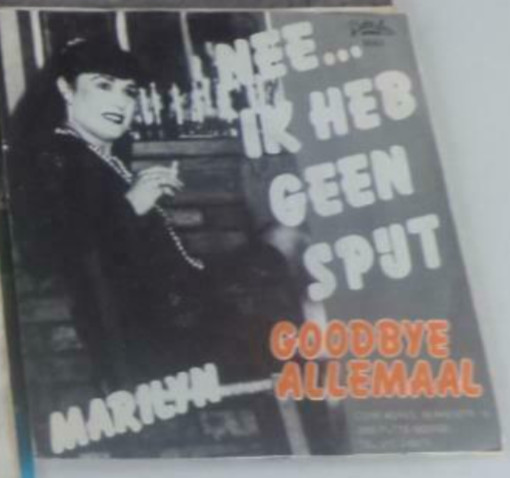 NEE...
IK HEB
GEEN
SPIJT
GOODBYE
ALLEMAAL
MARILYN